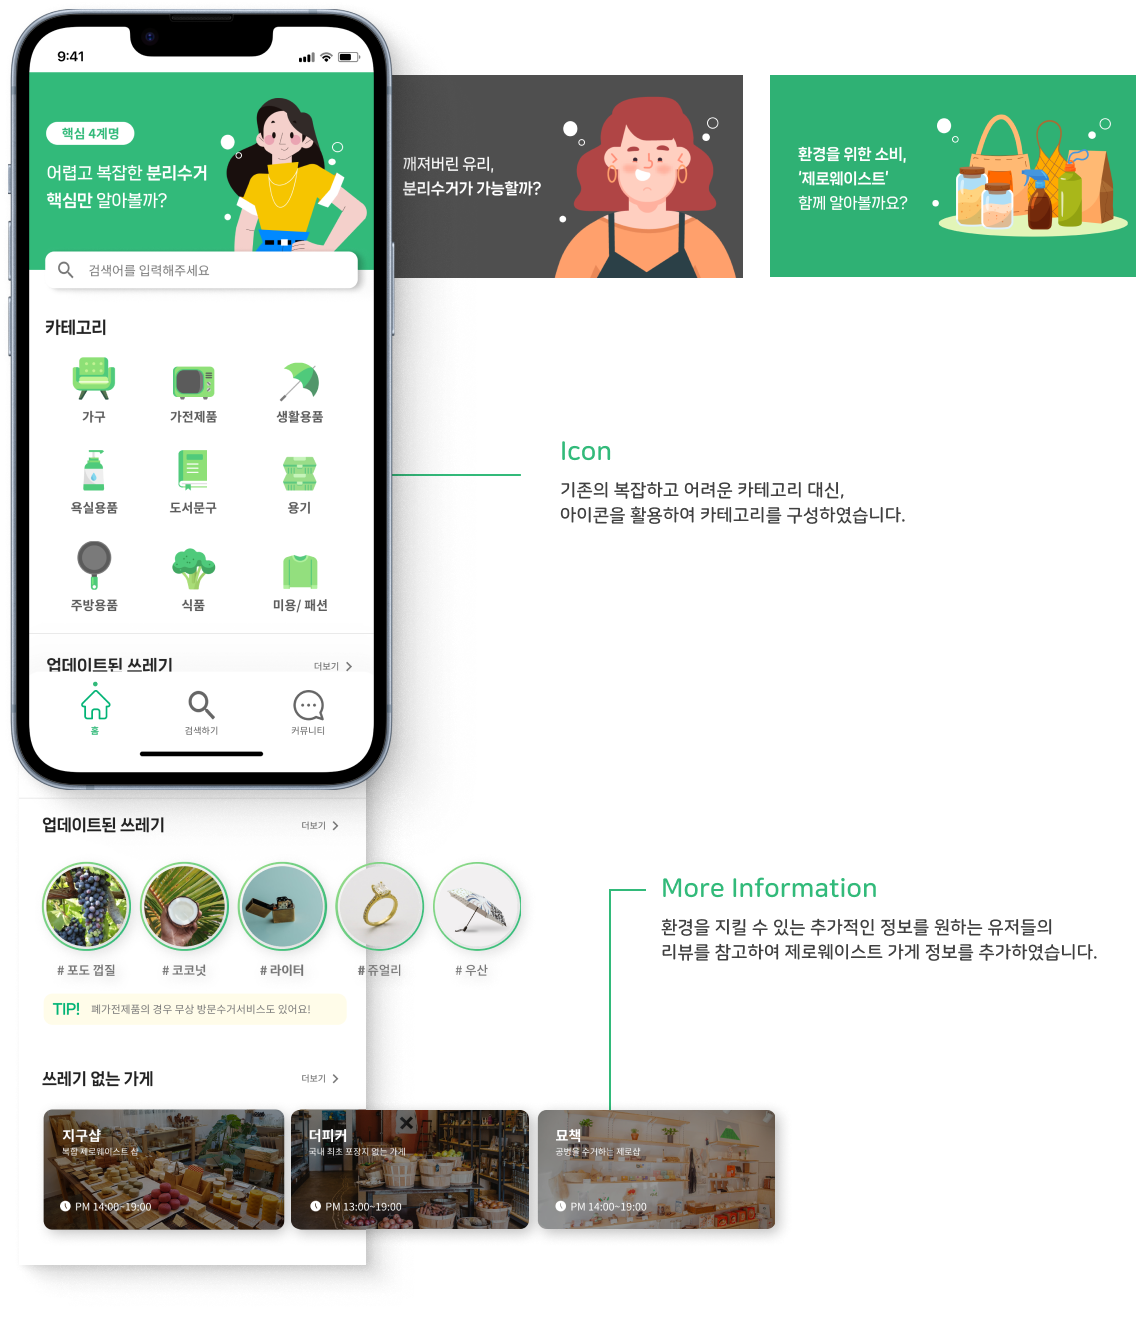 9:41
핵심 4계명
어렵고 복잡한 분리수거
핵심만 알아볼까?
깨져버린 유리,
분리수거가 가능할까?
환경을 위한 소비,
'제로웨이스트'
함께 알아볼까요?
검색어를 입력해주세요
카테고리
가구
가전제품
생활용품
욕실용품
도서문구
용기
주방용품
식품
미용/ 패션
Icon
기존의 복잡하고 어려운 카테고리 대신,
아이콘을 활용하여 카테고리를 구성하였습니다.
업데이트된 쓰레기
더보기
홈
검색하기
커뮤니티
업데이트된 쓰레기
더보기
# 포도 껍질
# 코코넛
# 라이터
# 쥬얼리
# 우산
TIP!
폐가전제품의 경우 무상 방문수거서비스도 있어요!
More Information
환경을 지킬 수 있는 추가적인 정보를 원하는 유저들의
리뷰를 참고하여 제로웨이스트 가게 정보를 추가하였습니다.
쓰레기 없는 가게
더보기
지구샵
복합 제로웨이스트 샵
PM 14:00~19:00
더피커
국내 최초 포장지 없는 가게
PM 13:00~19:00
묘책
공병을 수거하는 제로샵
PM 14:00~19:00